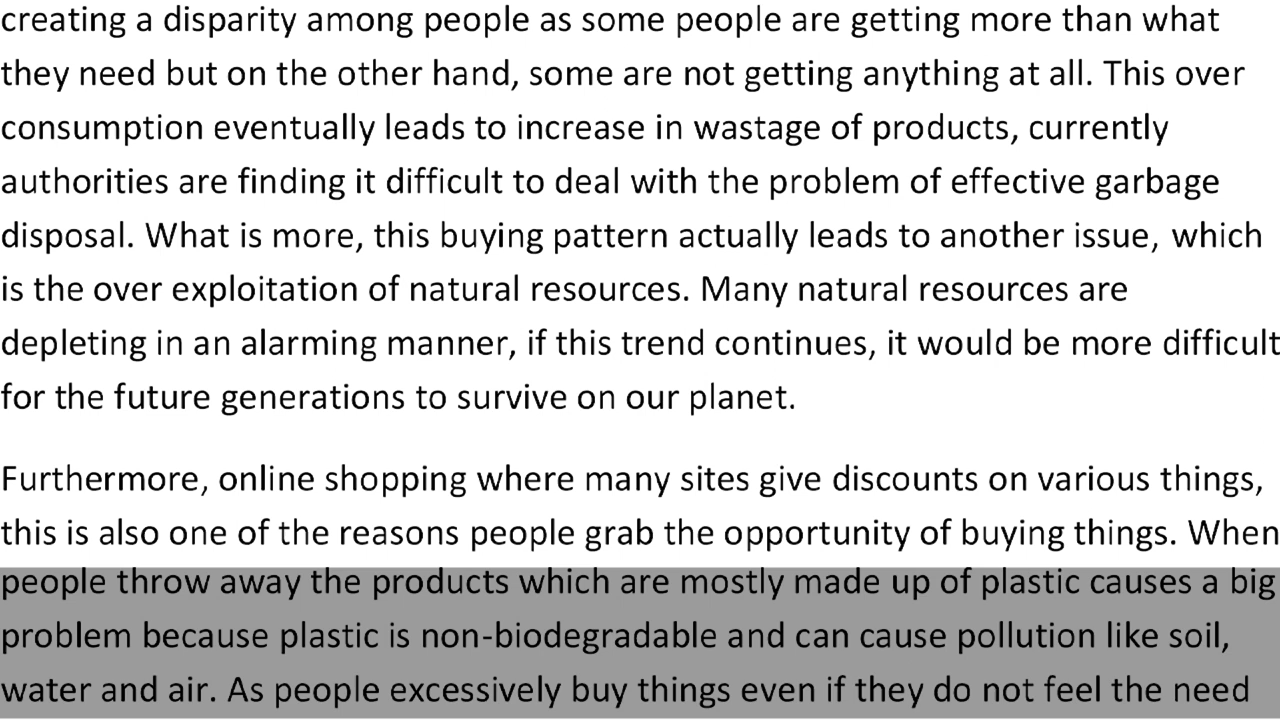 creating a disparity among people as some people are getting more than what
they need but on the other hand, some are not getting anything at all. This over
consumption eventually leads to increase in wastage of products, currently
authorities are finding it difficult to deal with the problem of effective garbage
disposal. What is more, this buying pattern actually leads to another issue, which
is the over exploitation of natural resources. Many natural resources are
depleting in an alarming manner, if this trend continues, it would be more difficult
for the future generations to survive on our planet.
Furthermore, online shopping where many sites give discounts on various things,
this is also one of the reasons people grab the opportunity of buying things. When
people throw away the products which are mostly made up of plastic causes a big
problem because plastic is non-biodegradable and can cause pollution like soil,
water and air. As people excessively buy things even if they do not feel the need